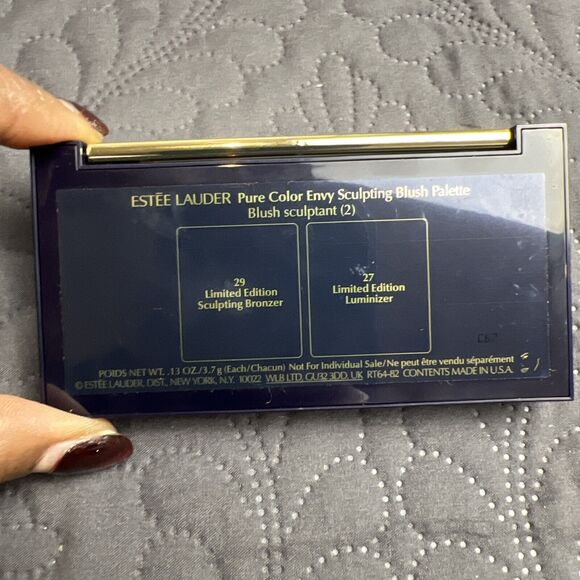 ESTĒE LAUDER Pure Color Envy Sculpting Blush Palette
Blush sculptant (2)
29
Limited Edition
Sculpting Bronzer
27
Limited Edition
Luminizer
POIDS NET WT. .13 OZ./3.7 g (Each/Chacun) Not For Individual Sale/Ne peut être vendu séparément
© ESTĒE LAUDER, DIST., NEW YORK, N.Y. 10022 WLB LTD, GU32 3DD, UK RT64-82 CONTENTS MADE IN U.S.A.